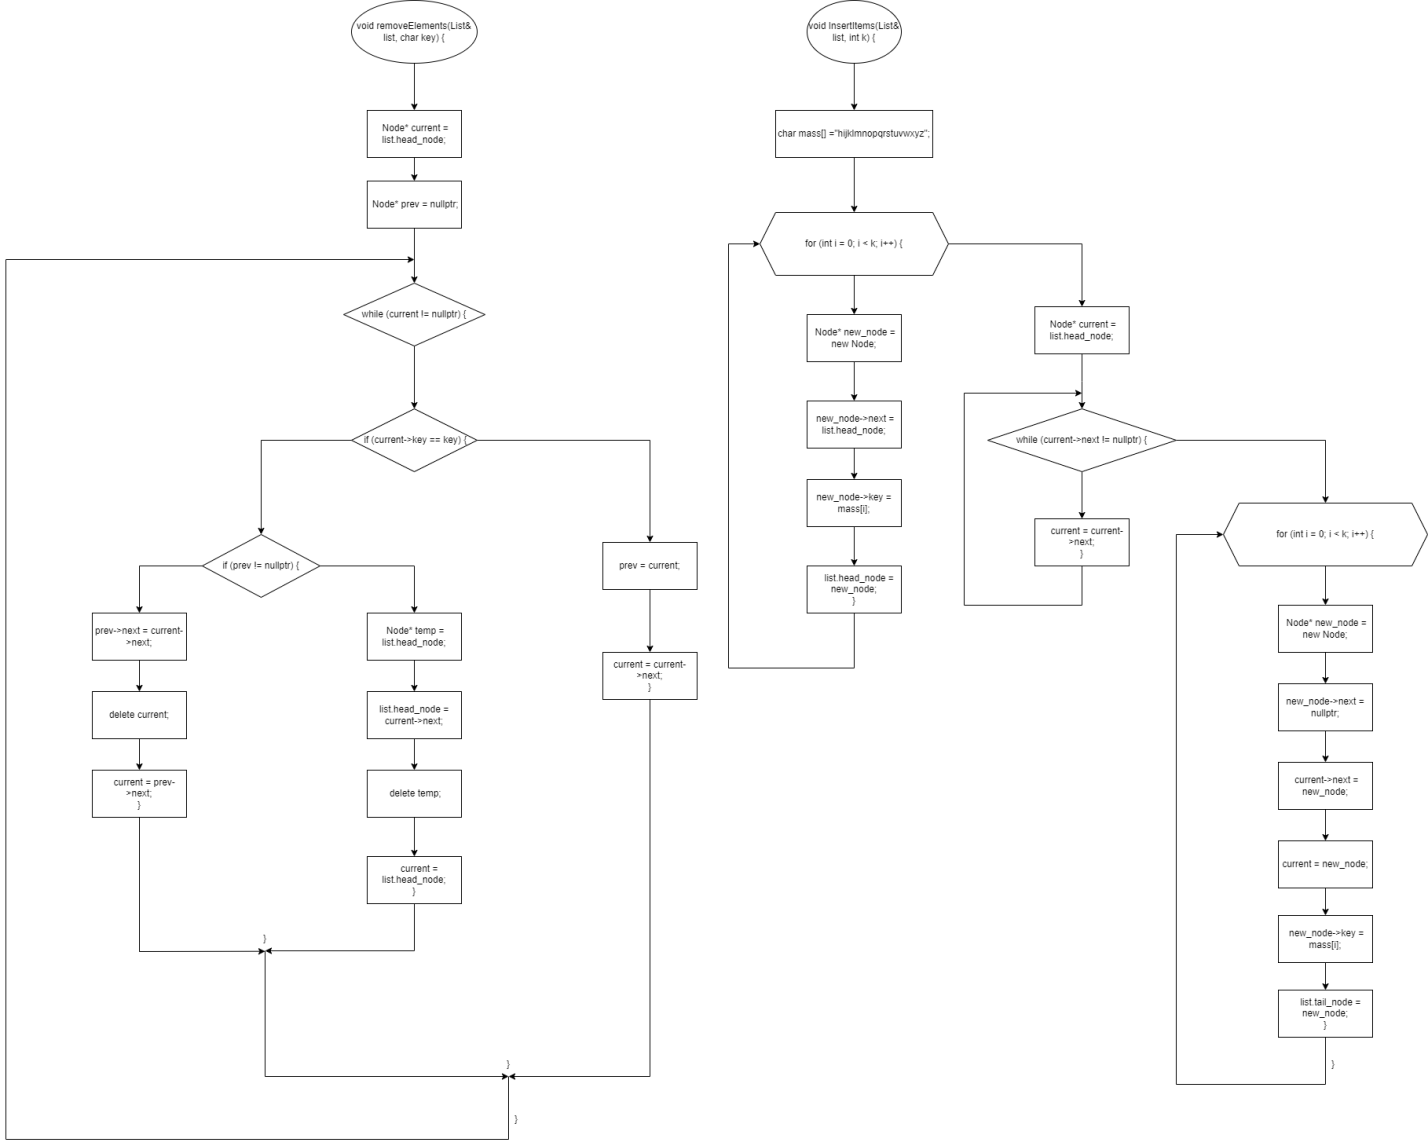 void removeElements(List&
list, char key) {
Node* current =
list.head_node;
Node* prev = nullptr;
while (current != nullptr) {
if (current->key == key) {
if (prev != nullptr) {
prev->next = current-
>next;
delete current;
current = prev-
>next;
}
Node* temp =
list.head_node;
list.head_node =
current->next;
delete temp;
current =
list.head_node;
}
}
prev = current;
current = current-
>next;
}
}
}
void InsertItems(List&
list, int k) {
char mass[] ="hijklmnopqrstuvwxyz";
for (int i = 0; i < k; i++) {
Node* new_node =
new Node;
new_node->next =
list.head_node;
new_node->key =
mass[i];
list.head_node =
new_node;
}
Node* current =
list.head_node;
while (current->next != nullptr) {
current = current-
>next;
}
for (int i = 0; i < k; i++) {
Node* new_node =
new Node;
new_node->next =
nullptr;
current->next =
new_node;
current = new_node;
new_node->key =
mass[i];
list.tail_node =
new_node;
}
}